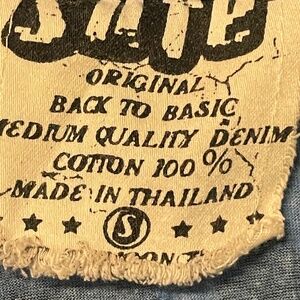 ORIGINAL
BACK TO BASIC
MEDIUM QUALITY DENIM
COTTON 100%
MADE IN THAILAND
S